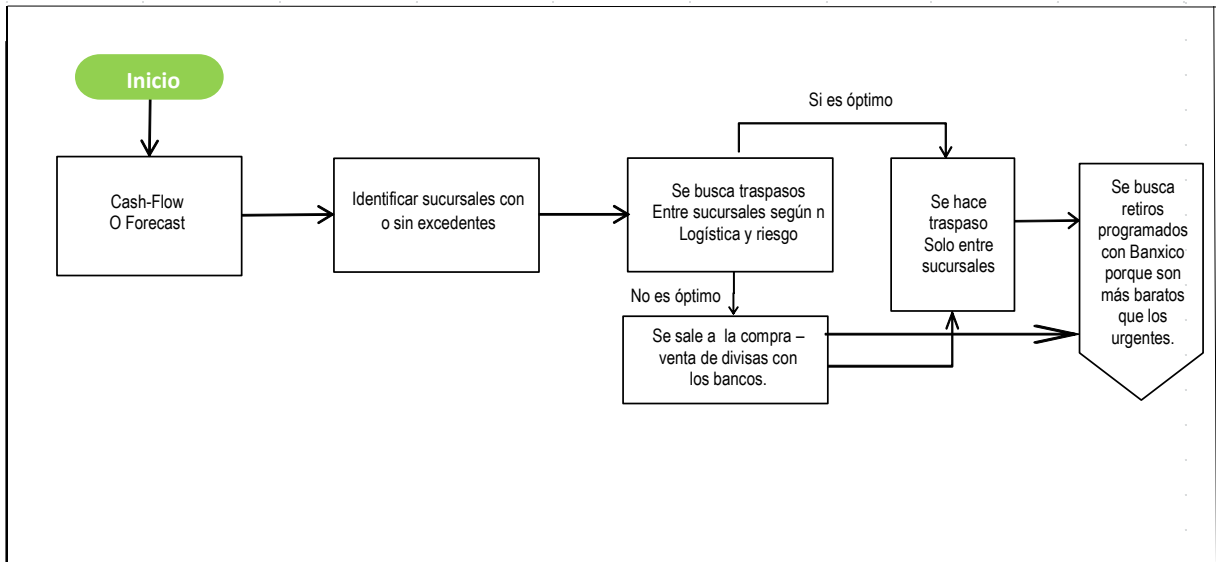 Inicio
Cash-Flow
O Forecast
Identificar sucursales con
o sin excedentes
Se busca traspasos
Entre sucursales según n
Logística y riesgo
Si es óptimo
No es óptimo
Se sale a la compra –
venta de divisas con
los bancos.
Se hace
traspaso
Solo entre
sucursales
Se busca
retiros
programados
con Banxico
porque son
más baratos
que los
urgentes.